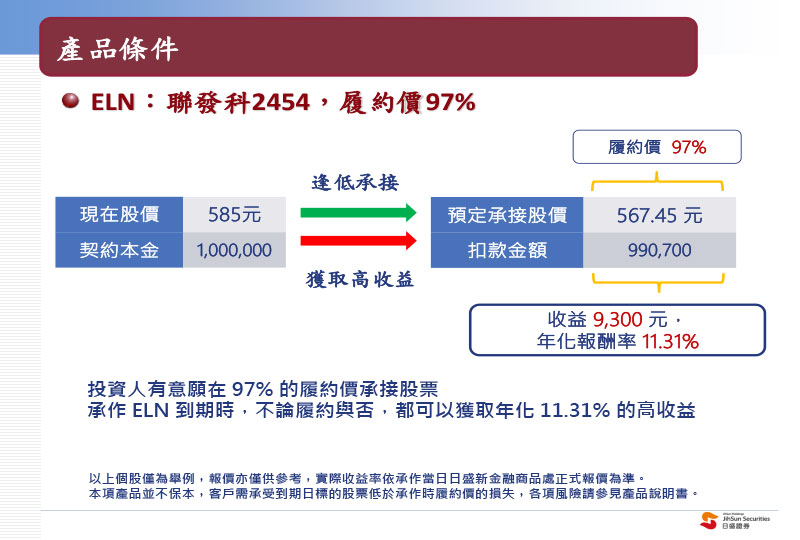 產品條件
ELN：聯發科2454，履約價97%
履約價 97%
逢低承接
現在股價 585元
契約本金 1,000,000
預定承接股價 567.45 元
扣款金額 990,700
獲取高收益
收益 9,300 元，
年化報酬率 11.31%
投資人有意願在 97% 的履約價承接股票
承作 ELN 到期時，不論履約與否，都可以獲取年化 11.31% 的高收益
以上個股僅為舉例，報價亦僅供參考，實際收益率依承作當日日盛新金融商品處正式報價為準。
本項產品並不保本，客戶需承受到期日標的股票低於承作時履約價的損失，各項風險請參見產品說明書。
JihSun Securities
日盛證券